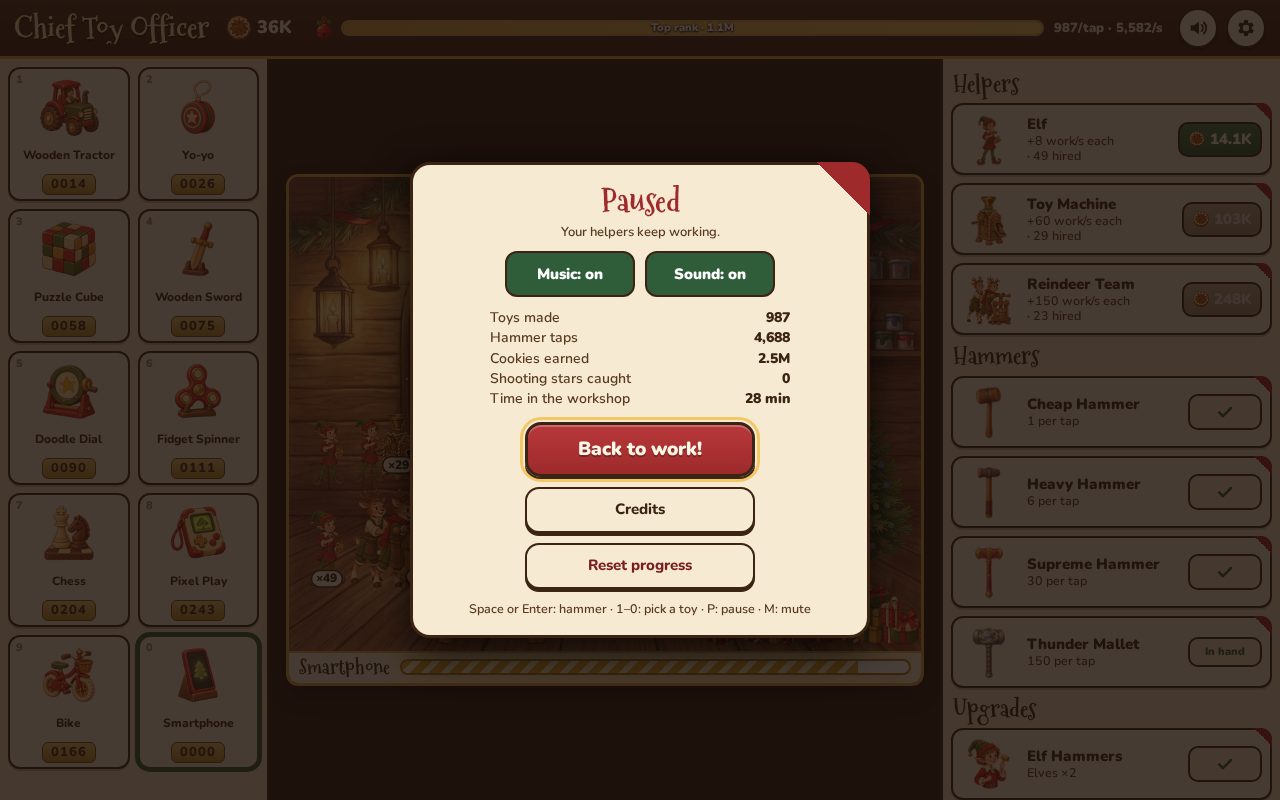 Chief Toy Officer
36K
Top rank · 1.1M
987/tap · 5,582/s
1
Wooden Tractor
0014
2
Yo-yo
0026
3
Puzzle Cube
0058
4
Wooden Sword
0075
5
Doodle Dial
0090
6
Fidget Spinner
0111
7
Chess
0204
8
Pixel Play
0243
9
Bike
0166
0
Smartphone
0000
×29
×49
Smartphone
Paused
Your helpers keep working.
Music: on
Sound: on
Toys made 987
Hammer taps 4,688
Cookies earned 2.5M
Shooting stars caught 0
Time in the workshop 28 min
Back to work!
Credits
Reset progress
Space or Enter: hammer · 1–0: pick a toy · P: pause · M: mute
Helpers
Elf
+8 work/s each
· 49 hired
14.1K
Toy Machine
+60 work/s each
· 29 hired
103K
Reindeer Team
+150 work/s each
· 23 hired
248K
Hammers
Cheap Hammer
1 per tap
Heavy Hammer
6 per tap
Supreme Hammer
30 per tap
Thunder Mallet
150 per tap
In hand
Upgrades
Elf Hammers
Elves ×2